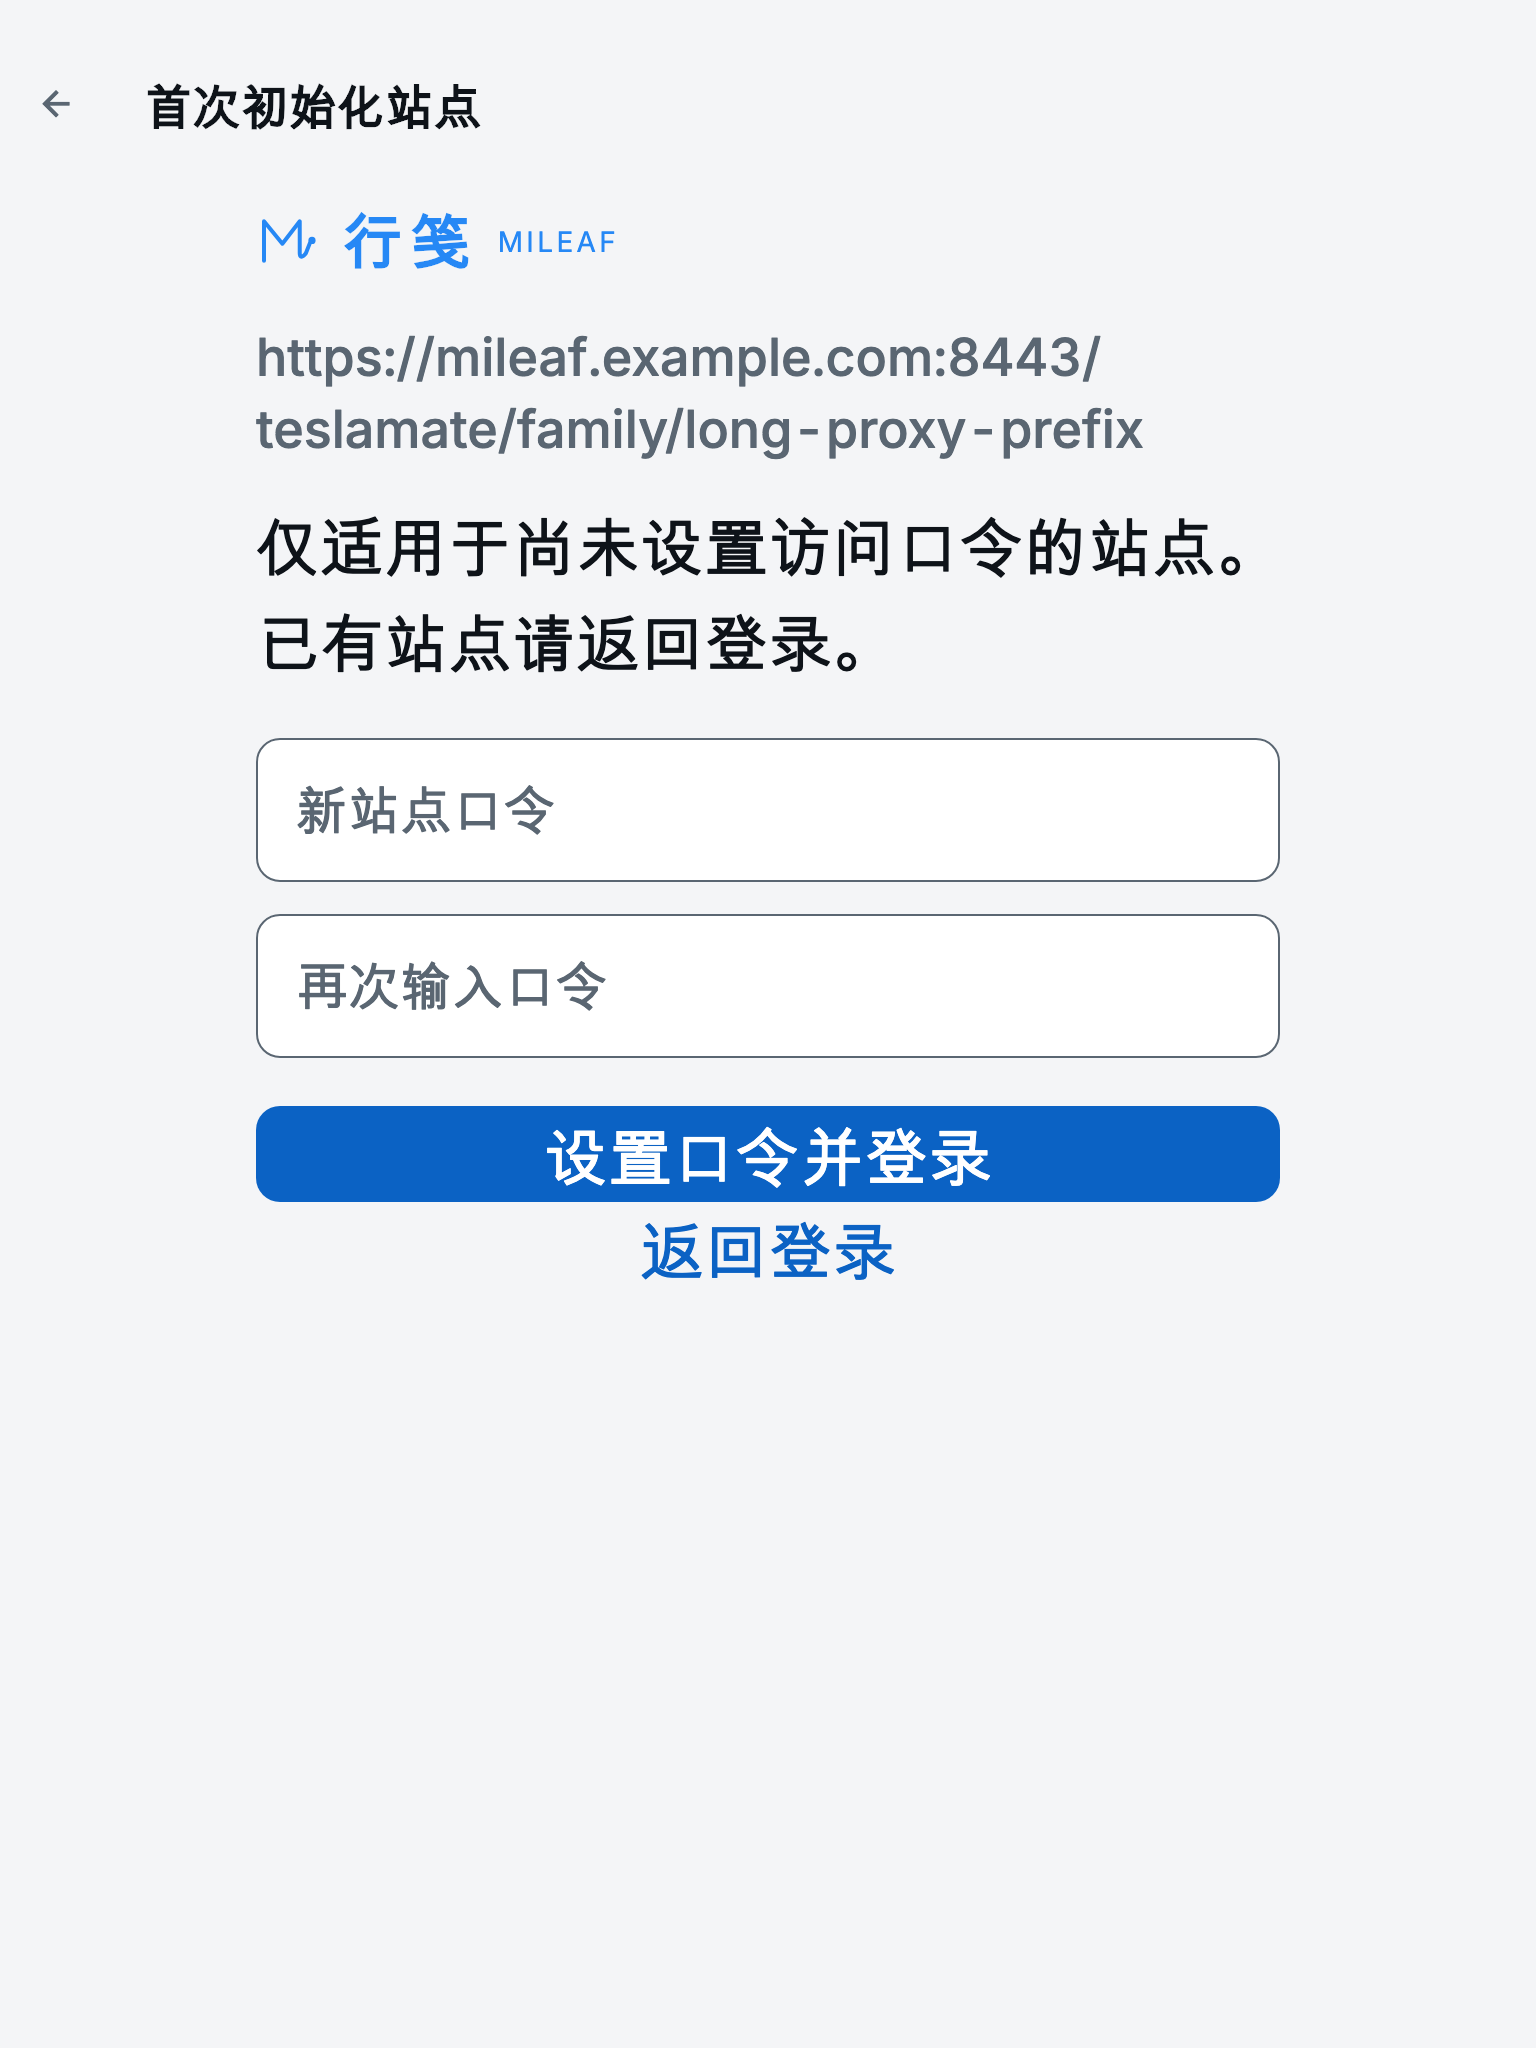 首次初始化站点
行笺 MILEAF
https://mileaf.example.com:8443/
teslamate/family/long-proxy-prefix
仅适用于尚未设置访问口令的站点。
已有站点请返回登录。
新站点口令
再次输入口令
设置口令并登录
返回登录